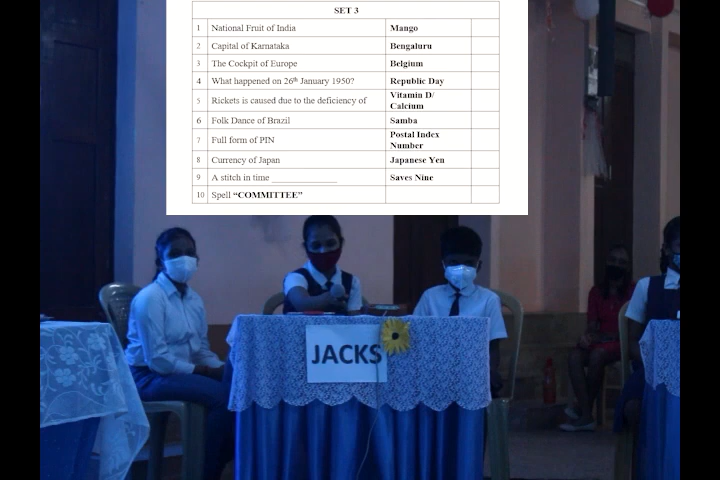 SET 3
1 National Fruit of India Mango
2 Capital of Karnataka Bengaluru
3 The Cockpit of Europe Belgium
4 What happened on 26th January 1950? Republic Day
5 Rickets is caused due to the deficiency of Vitamin D/
Calcium
6 Folk Dance of Brazil Samba
7 Full form of PIN Postal Index
Number
8 Currency of Japan Japanese Yen
9 A stitch in time _______________ Saves Nine
10 Spell “COMMITTEE”
JACKS